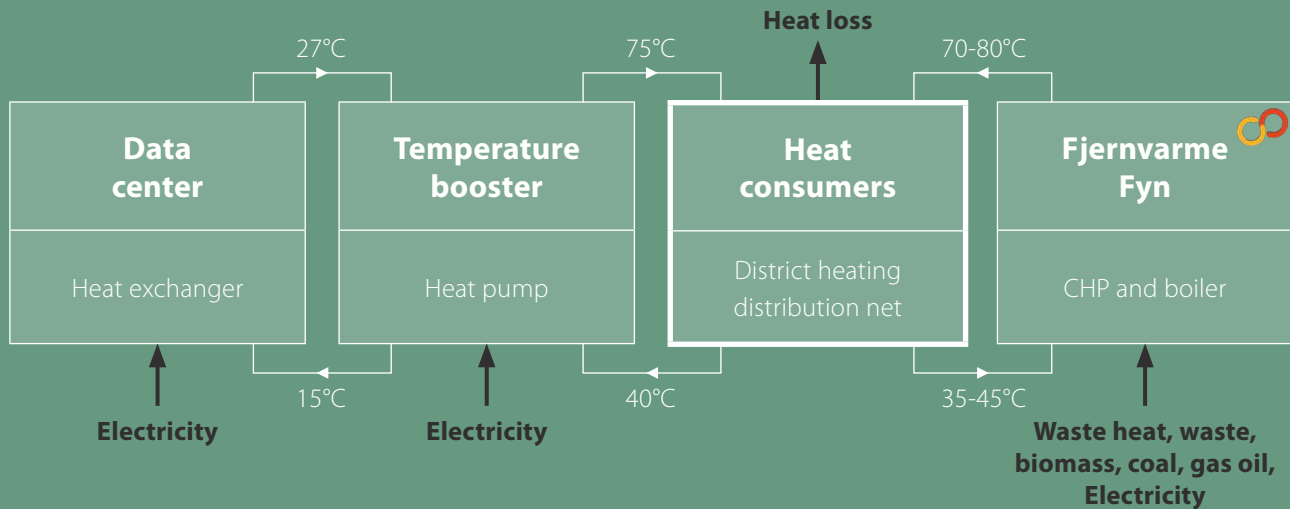 Heat loss
27°C
75°C
70-80°C
Data
center
Temperature
booster
Heat
consumers
Fjernvarme
Fyn
Heat exchanger
Heat pump
District heating
distribution net
CHP and boiler
15°C
40°C
35-45°C
Electricity
Electricity
Waste heat, waste,
biomass, coal, gas oil,
Electricity